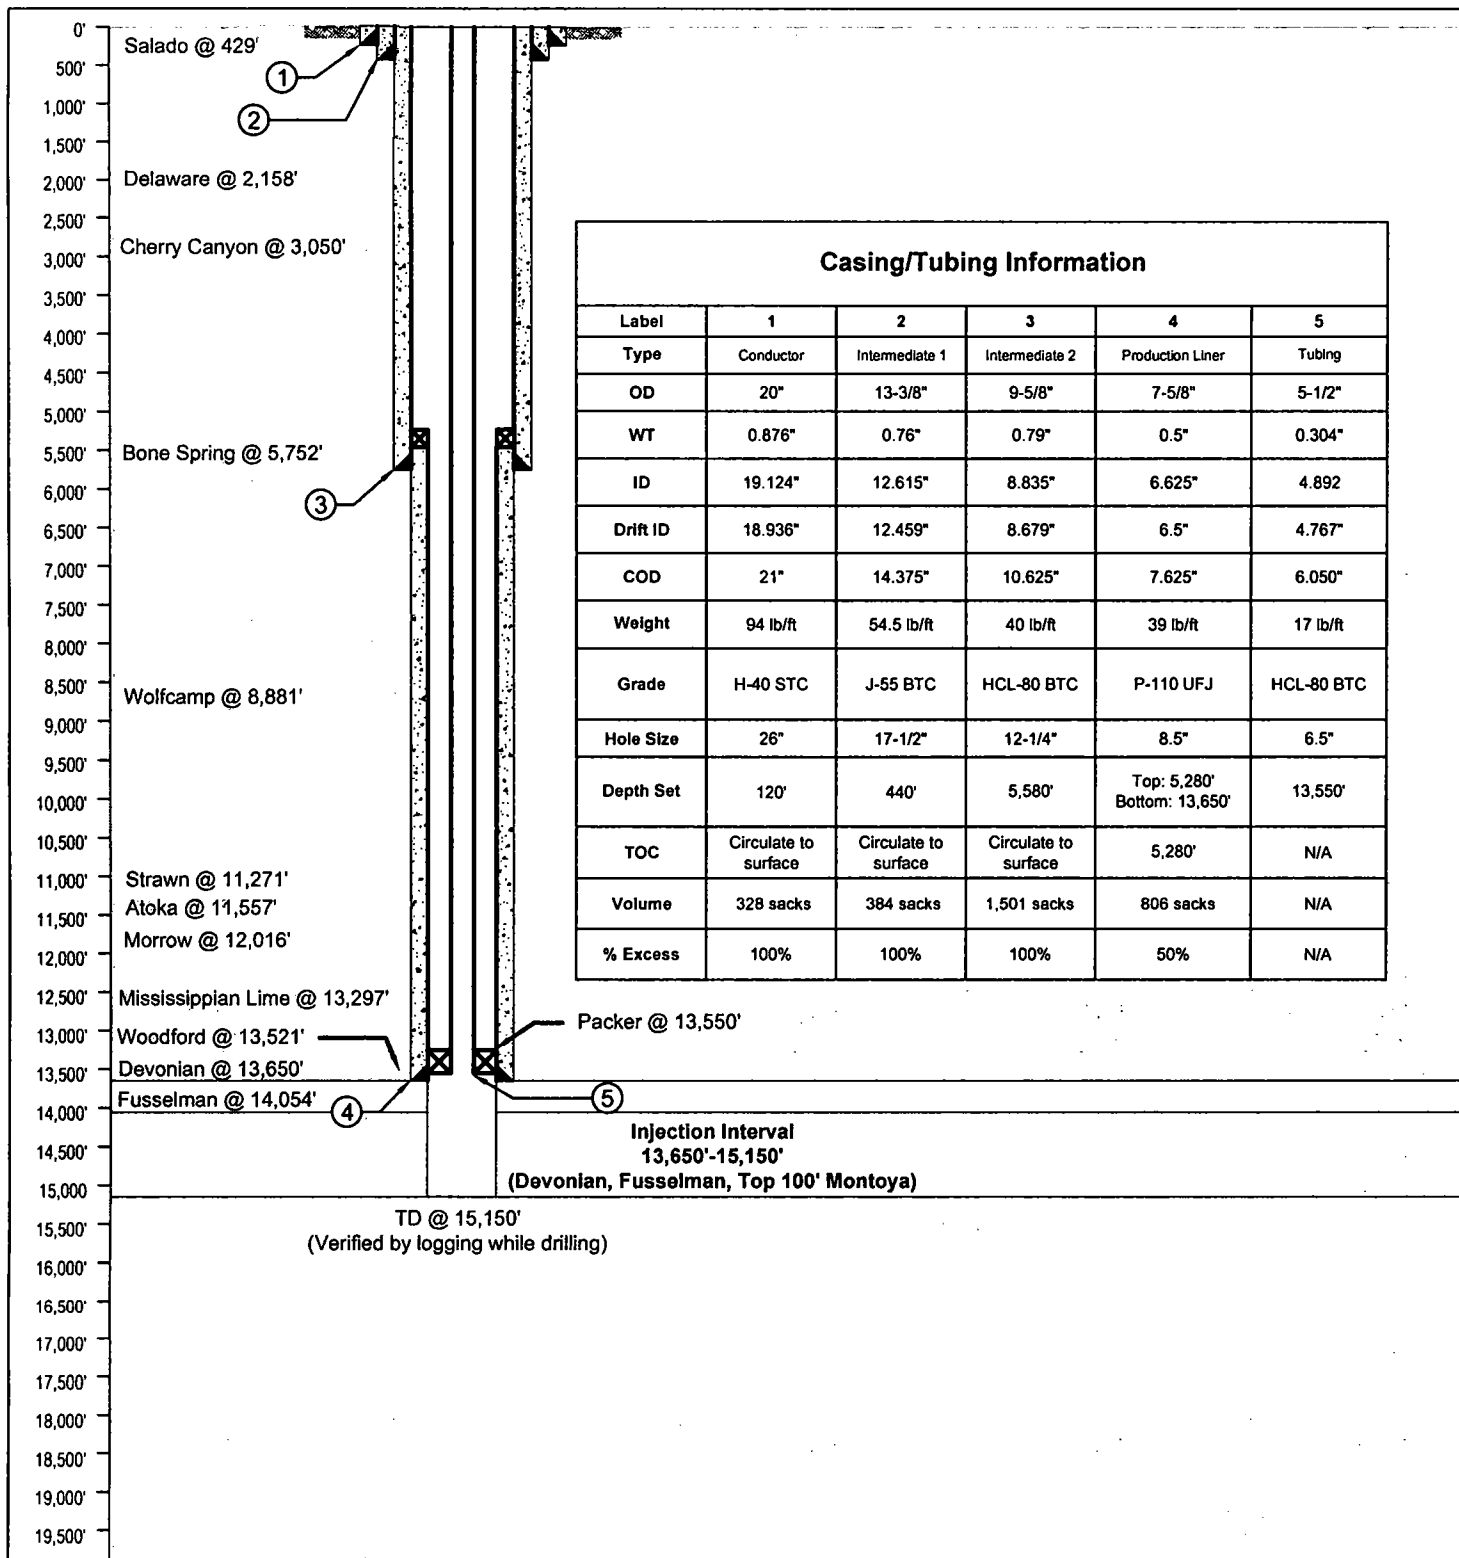 0'
500'
1,000'
1,500'
2,000'
2,500'
3,000'
3,500'
4,000'
4,500'
5,000'
5,500'
6,000'
6,500'
7,000'
7,500'
8,000'
8,500'
9,000'
9,500'
10,000'
10,500'
11,000'
11,500'
12,000'
12,500'
13,000'
13,500'
14,000'
14,500'
15,000
15,500'
16,000'
16,500'
17,000'
17,500'
18,000'
18,500'
19,000'
19,500'
Salado @ 429'
1
2
Delaware @ 2,158'
Cherry Canyon @ 3,050'
Bone Spring @ 5,752'
3
Wolfcamp @ 8,881'
Strawn @ 11,271'
Atoka @ 11,557'
Morrow @ 12,016'
Mississippian Lime @ 13,297'
Woodford @ 13,521'
Devonian @ 13,650'
Fusselman @ 14,054'
4
Casing/Tubing Information
Label 1 2 3 4 5
Type Conductor Intermediate 1 Intermediate 2 Production Liner Tubing
OD 20" 13-3/8" 9-5/8" 7-5/8" 5-1/2"
WT 0.876" 0.76" 0.79" 0.5" 0.304"
ID 19.124" 12.615" 8.835" 6.625" 4.892
Drift ID 18.936" 12.459" 8.679" 6.5" 4.767"
COD 21" 14.375" 10.625" 7.625" 6.050"
Weight 94 lb/ft 54.5 lb/ft 40 lb/ft 39 lb/ft 17 lb/ft
Grade H-40 STC J-55 BTC HCL-80 BTC P-110 UFJ HCL-80 BTC
Hole Size 26" 17-1/2" 12-1/4" 8.5" 6.5"
Depth Set 120' 440' 5,580' Top: 5,280' Bottom: 13,650' 13,550'
TOC Circulate to surface Circulate to surface Circulate to surface 5,280' N/A
Volume 328 sacks 384 sacks 1,501 sacks 806 sacks N/A
% Excess 100% 100% 100% 50% N/A
Packer @ 13,550'
5
Injection Interval
13,650'-15,150'
(Devonian, Fusselman, Top 100' Montoya)
TD @ 15,150'
(Verified by logging while drilling)